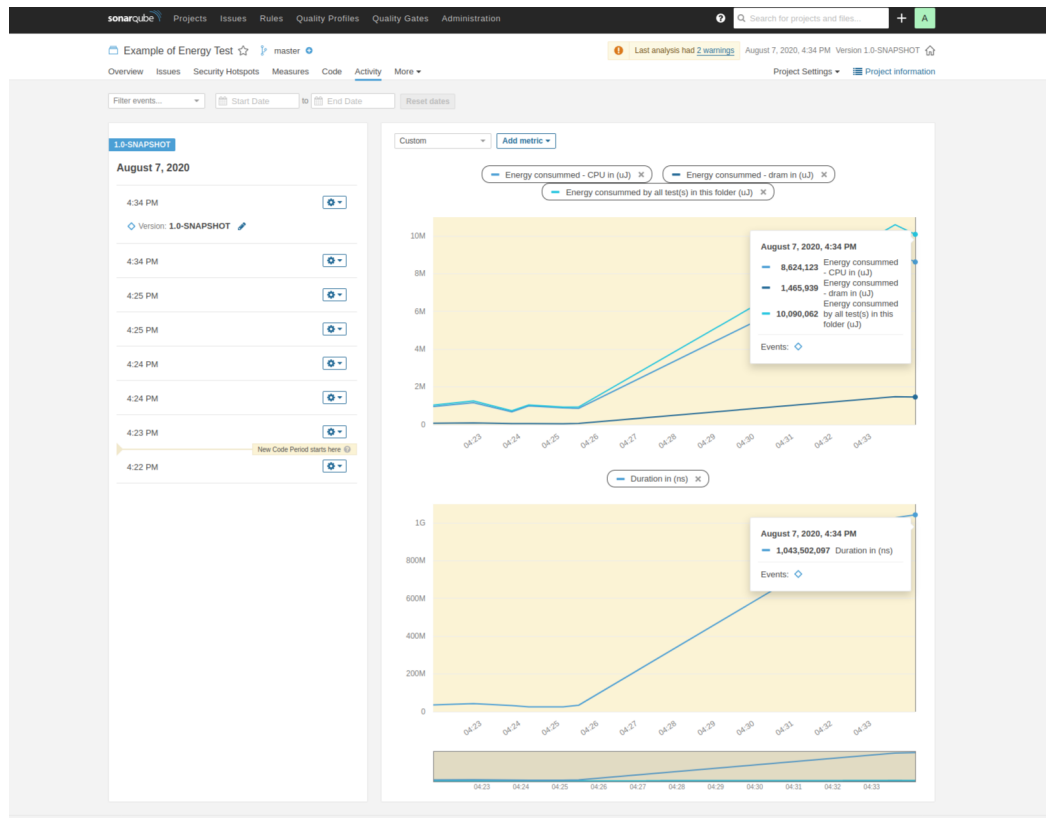 sonarqube Projects Issues Rules Quality Profiles Quality Gates Administration ? Search for projects and files... + A
Example of Energy Test master Last analysis had 2 warnings August 7, 2020, 4:34 PM Version 1.0-SNAPSHOT
Overview Issues Security Hotspots Measures Code Activity More Project Settings Project information
Filter events... Start Date to End Date Reset dates
1.0-SNAPSHOT
August 7, 2020
4:34 PM
Version: 1.0-SNAPSHOT
4:34 PM
4:25 PM
4:25 PM
4:24 PM
4:24 PM
4:23 PM
New Code Period starts here ?
4:22 PM
Custom Add metric
Energy consummed - CPU in (uJ) × Energy consummed - dram in (uJ) ×
Energy consummed by all test(s) in this folder (uJ) ×
10M
8M
6M
4M
2M
0
August 7, 2020, 4:34 PM
8,624,123 Energy consummed
- CPU in (uJ)
1,465,939 Energy consummed
- dram in (uJ)
Energy consummed
10,090,062 by all test(s) in this
folder (uJ)
Events:
04:23 04:24 04:25 04:26 04:27 04:28 04:29 04:30 04:31 04:32 04:33
Duration in (ns) ×
1G
800M
600M
400M
200M
0
August 7, 2020, 4:34 PM
1,043,502,097 Duration in (ns)
Events:
04:23 04:24 04:25 04:26 04:27 04:28 04:29 04:30 04:31 04:32 04:33
04:23 04:24 04:25 04:26 04:27 04:28 04:29 04:30 04:31 04:32 04:33